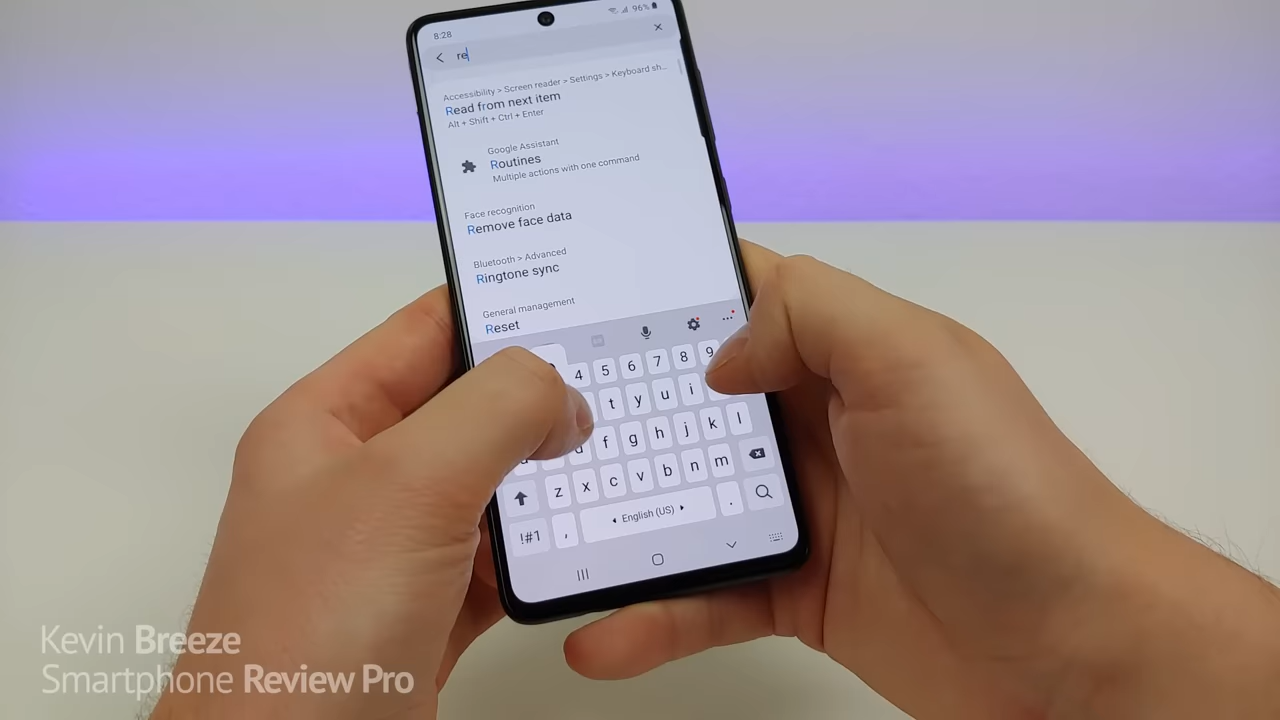 8:28
96%
re
Accessibility > Screen reader > Settings > Keyboard sh...
Read from next item
Alt + Shift + Ctrl + Enter
Google Assistant
Routines
Multiple actions with one command
Face recognition
Remove face data
Bluetooth > Advanced
Ringtone sync
General management
Reset
4 5 6 7 8 9
t y u i
d f g h j k l
z x c v b n m
!#1 , English (US) .
Kevin Breeze
Smartphone Review Pro